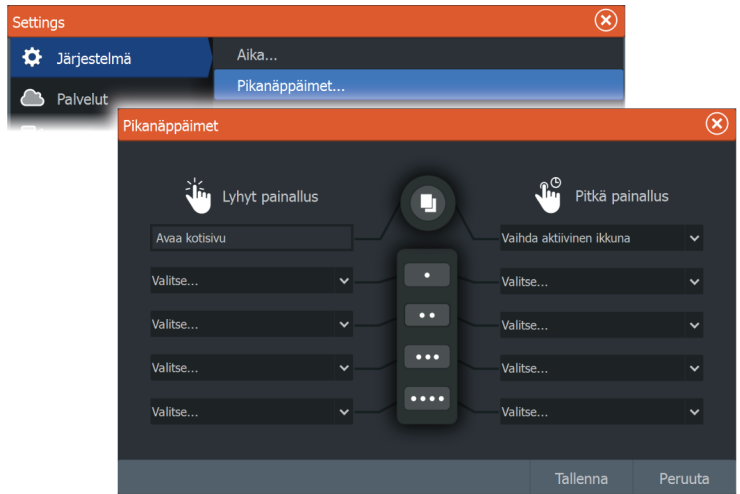 Settings
Järjestelmä
Aika...
Pikanäppäimet...
Palvelut
Pikanäppäimet
Lyhyt painallus
Pitkä painallus
Avaa kotisivu
Vaihda aktiivinen ikkuna
Valitse...
Valitse...
Valitse...
Valitse...
Valitse...
Valitse...
Valitse...
Valitse...
Tallenna
Peruuta